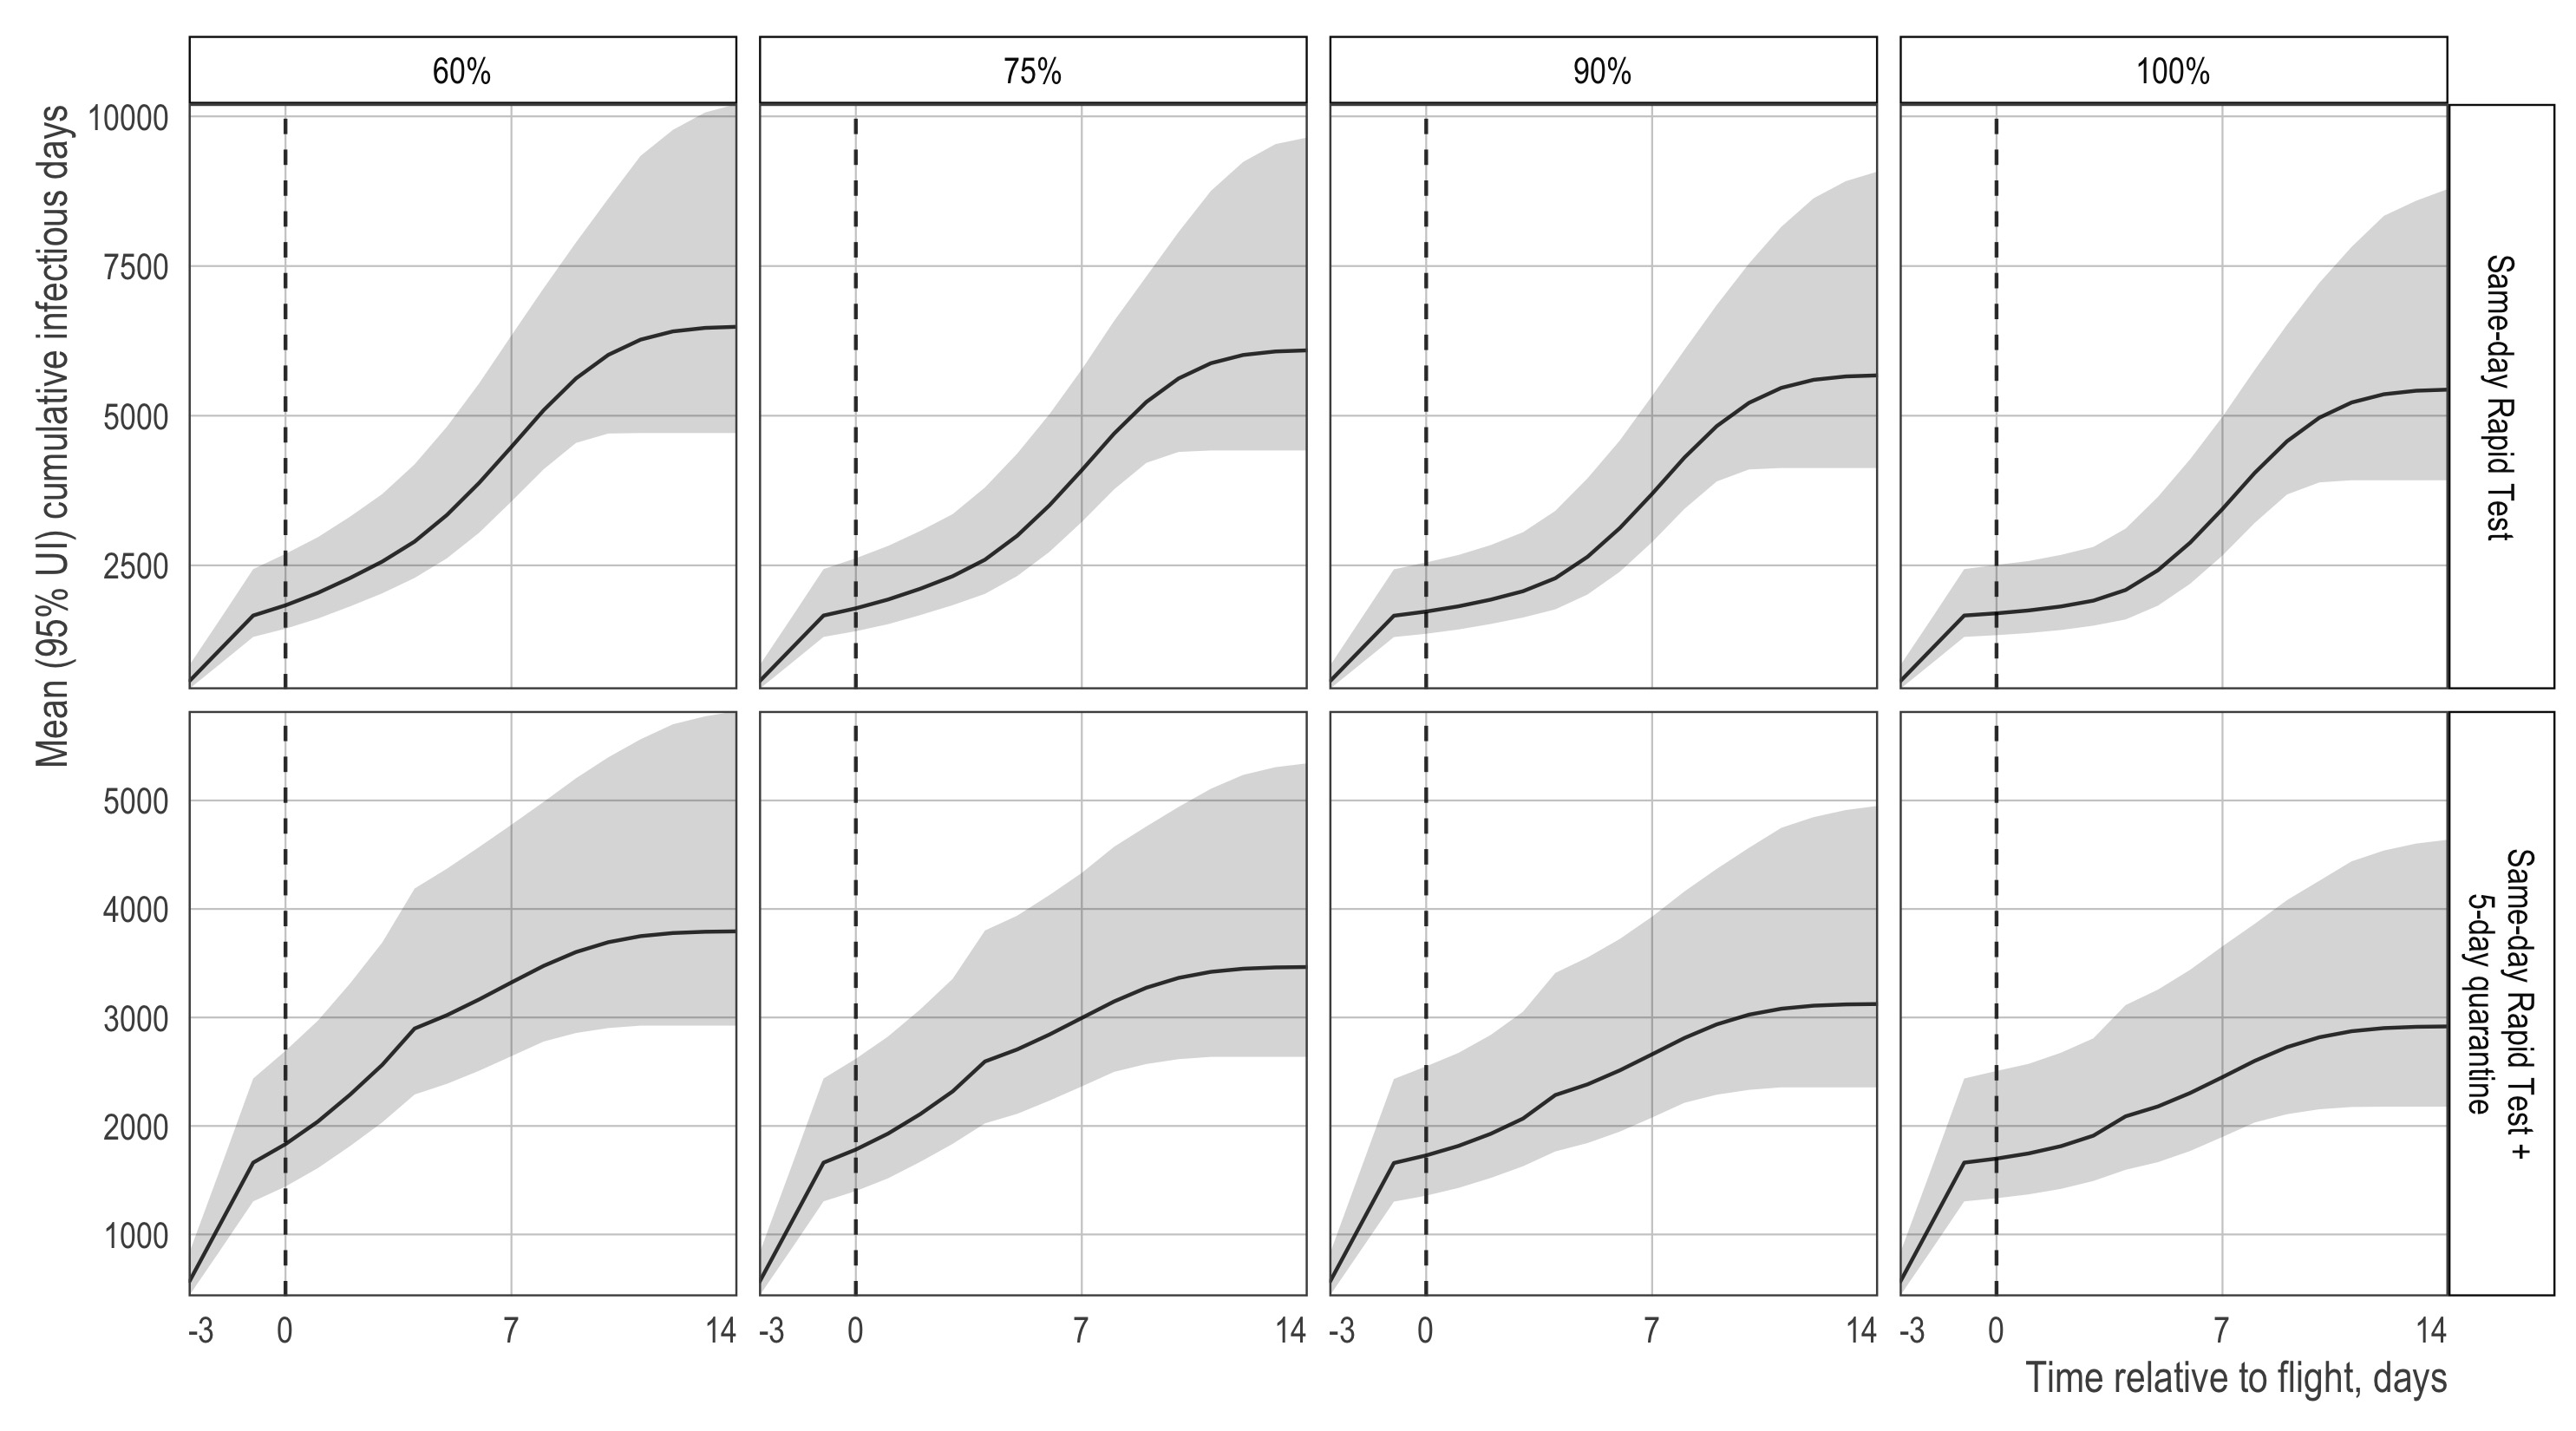 60%
75%
90%
100%
Mean (95% UI) cumulative infectious days
10000
7500
5000
2500
Same-day Rapid Test
5000
4000
3000
2000
1000
Same-day Rapid Test +
5-day quarantine
-3 0 7 14
-3 0 7 14
-3 0 7 14
-3 0 7 14
Time relative to flight, days